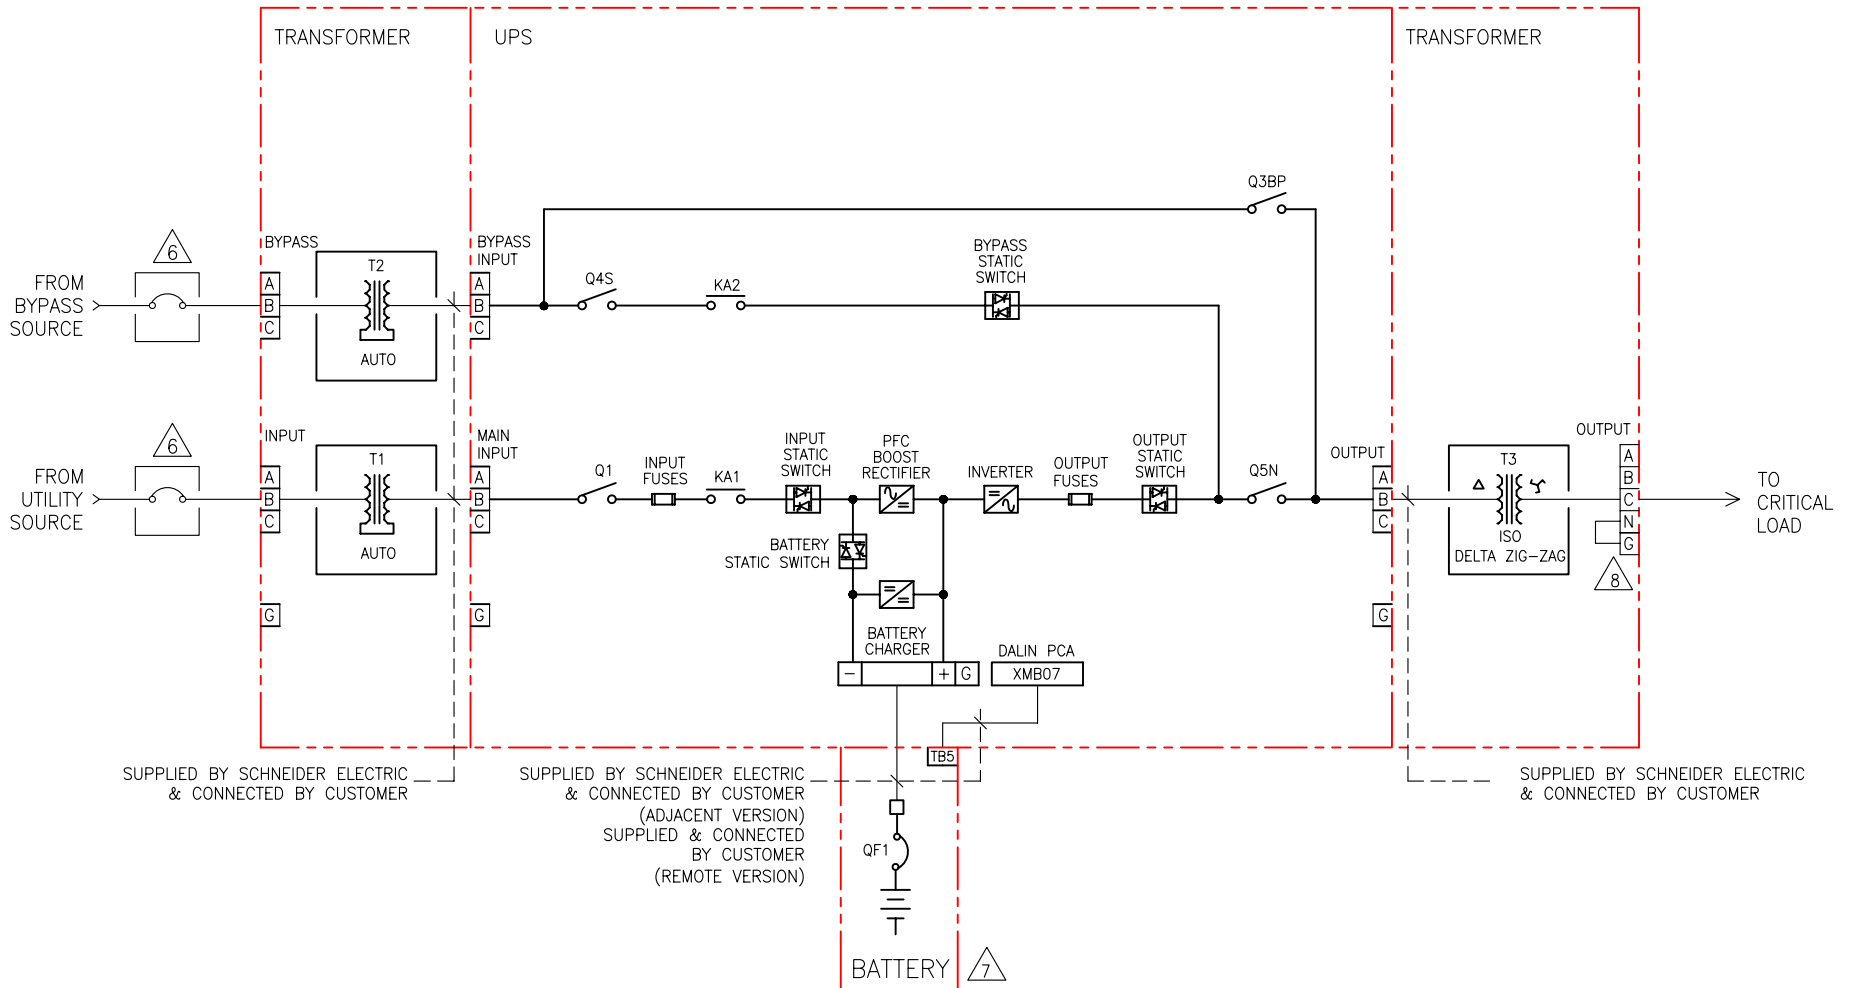 TRANSFORMER
UPS
TRANSFORMER
Q3BP
6
BYPASS
T2
AUTO
FROM
BYPASS
SOURCE
A
B
C
BYPASS
INPUT
A
B
C
Q4S
KA2
BYPASS
STATIC
SWITCH
6
INPUT
T1
AUTO
FROM
UTILITY
SOURCE
A
B
C
G
MAIN
INPUT
A
B
C
G
Q1
INPUT
FUSES
KA1
INPUT
STATIC
SWITCH
PFC
BOOST
RECTIFIER
INVERTER
OUTPUT
FUSES
OUTPUT
STATIC
SWITCH
Q5N
OUTPUT
A
B
C
G
T3
ISO
DELTA ZIG-ZAG
OUTPUT
A
B
C
N
G
8
TO
CRITICAL
LOAD
BATTERY
STATIC SWITCH
BATTERY
CHARGER
-
+
G
DALIN PCA
XMB07
TB5
SUPPLIED BY SCHNEIDER ELECTRIC
& CONNECTED BY CUSTOMER
SUPPLIED BY SCHNEIDER ELECTRIC
& CONNECTED BY CUSTOMER
(ADJACENT VERSION)
SUPPLIED & CONNECTED
BY CUSTOMER
(REMOTE VERSION)
SUPPLIED BY SCHNEIDER ELECTRIC
& CONNECTED BY CUSTOMER
QF1
BATTERY
7